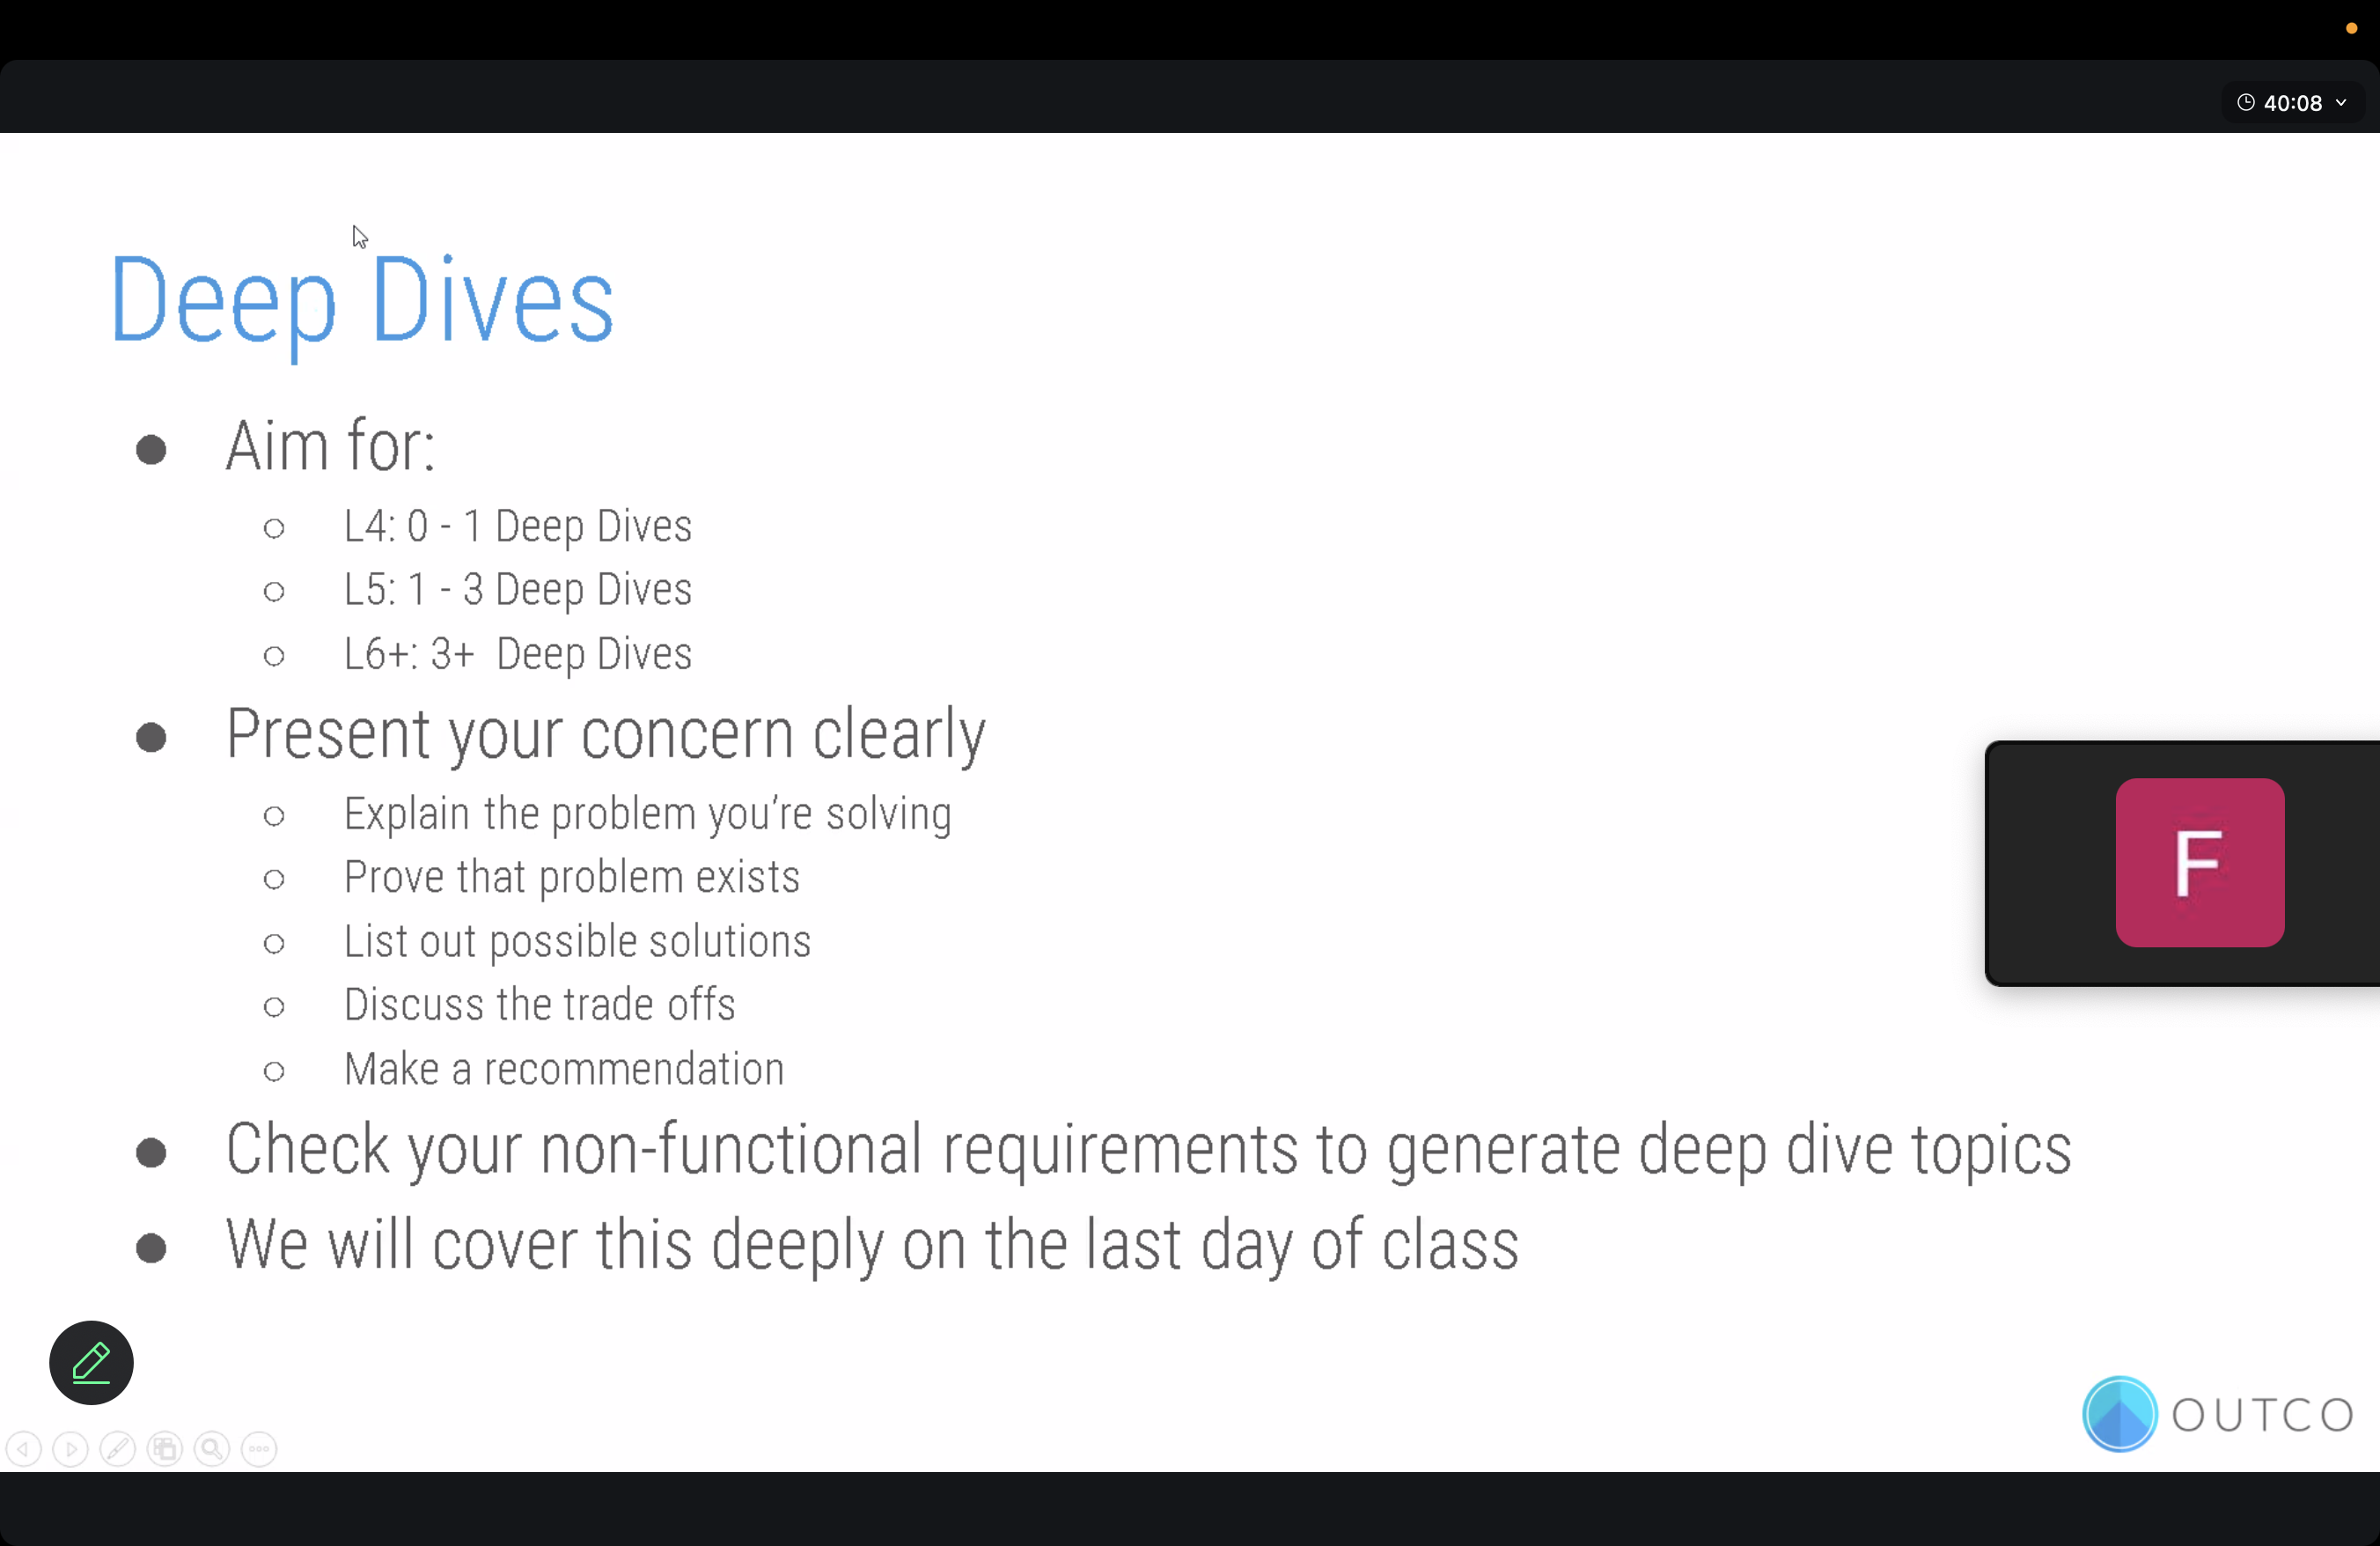 40:08
Deep Dives
● Aim for:
○ L4: 0 - 1 Deep Dives
○ L5: 1 - 3 Deep Dives
○ L6+: 3+ Deep Dives
● Present your concern clearly
○ Explain the problem you're solving
○ Prove that problem exists
○ List out possible solutions
○ Discuss the trade offs
○ Make a recommendation
● Check your non-functional requirements to generate deep dive topics
● We will cover this deeply on the last day of class
F
OUTCO